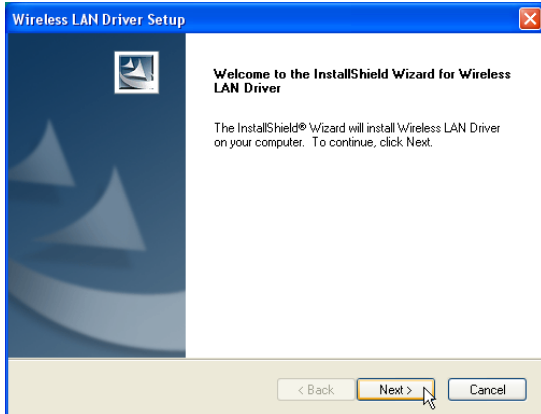 Wireless LAN Driver Setup
Welcome to the InstallShield Wizard for Wireless
LAN Driver
The InstallShield® Wizard will install Wireless LAN Driver
on your computer.  To continue, click Next.
< Back
Next >
Cancel